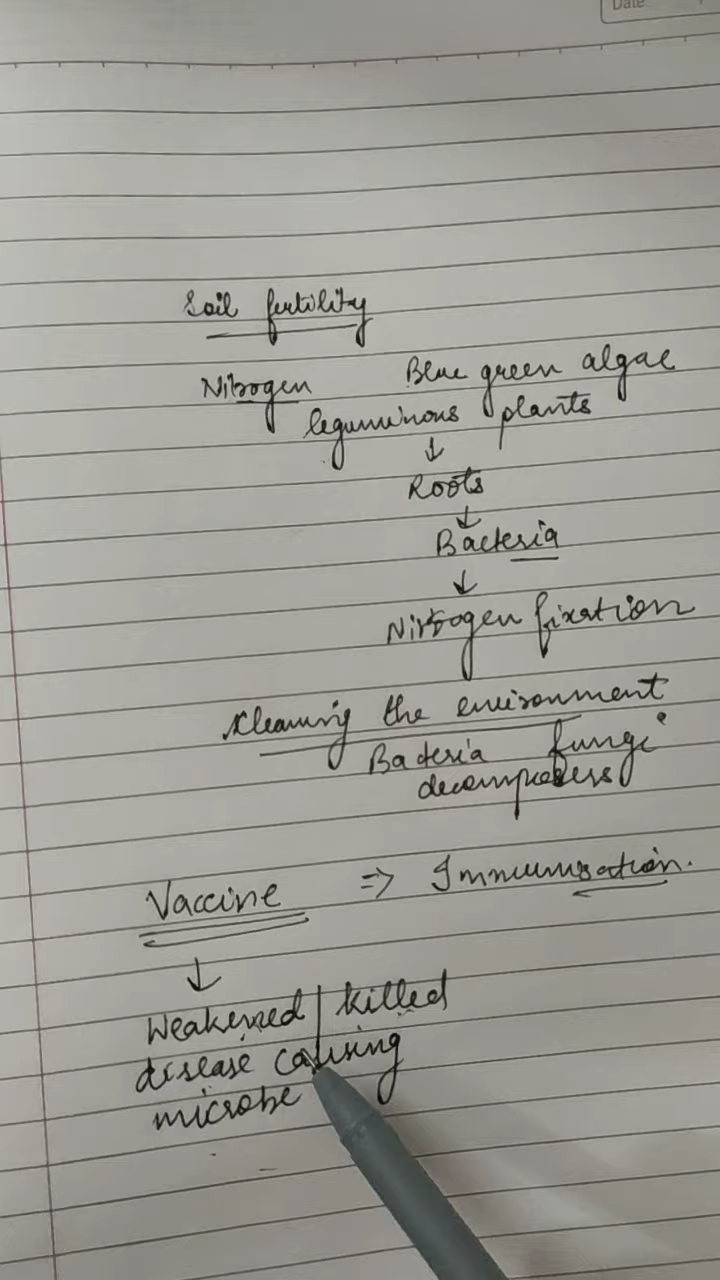 Date
Soil fertility
Nitrogen Blue green algae
leguminous plants
↓
Roots
↓
Bacteria
↓
Nitrogen fixation
Cleaning the environment
Bacteria fungi
decomposers
Vaccine ⇒ Immunisation.
↓
Weakened / killed
disease causing
microbe